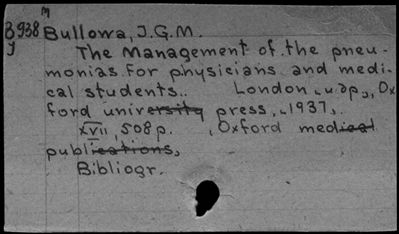 M
B938 Bullowa, J.G.M.
y
The Management of the pneu-
monias for physicians and medi-
cal students.. London, Ox
ford university press, 1937.
xvii, 508 p. , Oxford medical
publications,
Bibliogr.